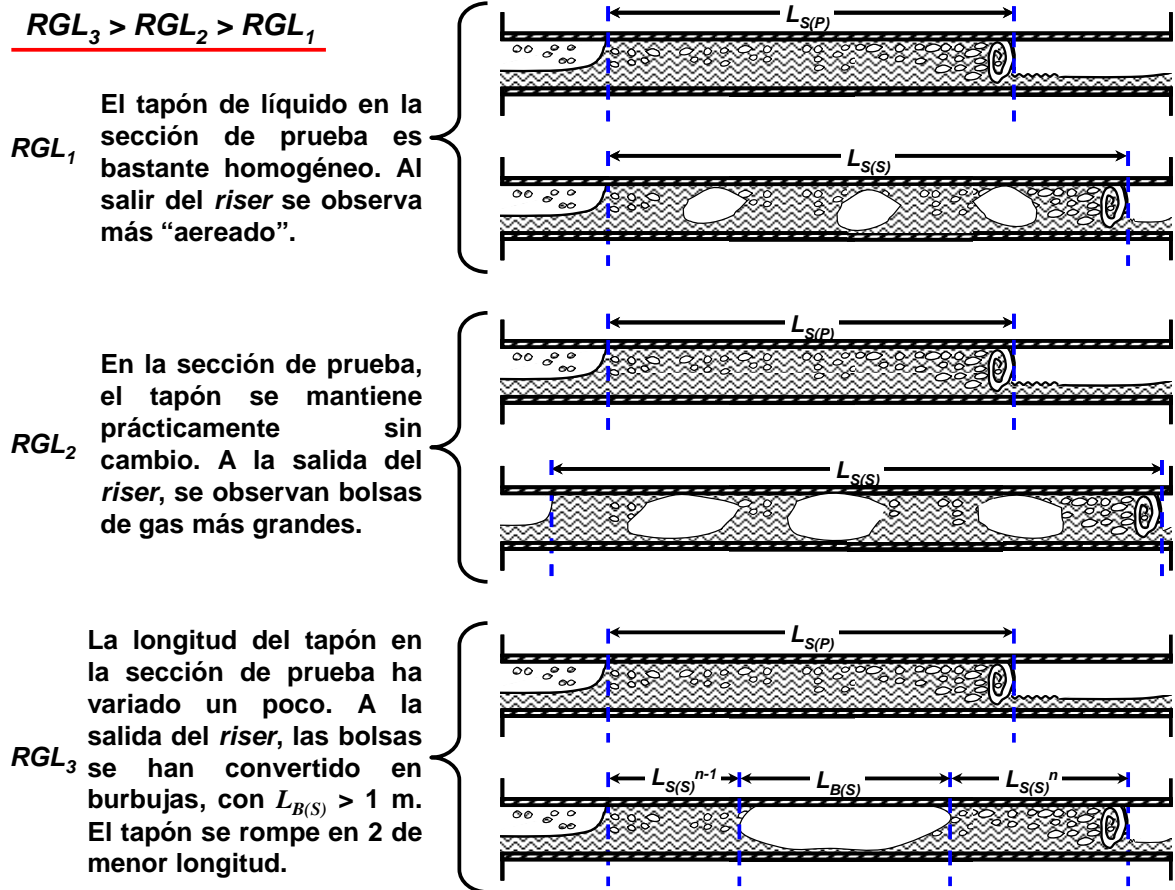 RGL3 > RGL2 > RGL1
RGL1
El tapón de líquido en la
sección de prueba es
bastante homogéneo. Al
salir del riser se observa
más “aereado”.
LS(P)
LS(S)
RGL2
En la sección de prueba,
el tapón se mantiene
prácticamente sin
cambio. A la salida del
riser, se observan bolsas
de gas más grandes.
LS(P)
LS(S)
RGL3
La longitud del tapón en
la sección de prueba ha
variado un poco. A la
salida del riser, las bolsas
se han convertido en
burbujas, con LB(S) > 1 m.
El tapón se rompe en 2 de
menor longitud.
LS(P)
LS(S)n-1 LB(S) LS(S)n